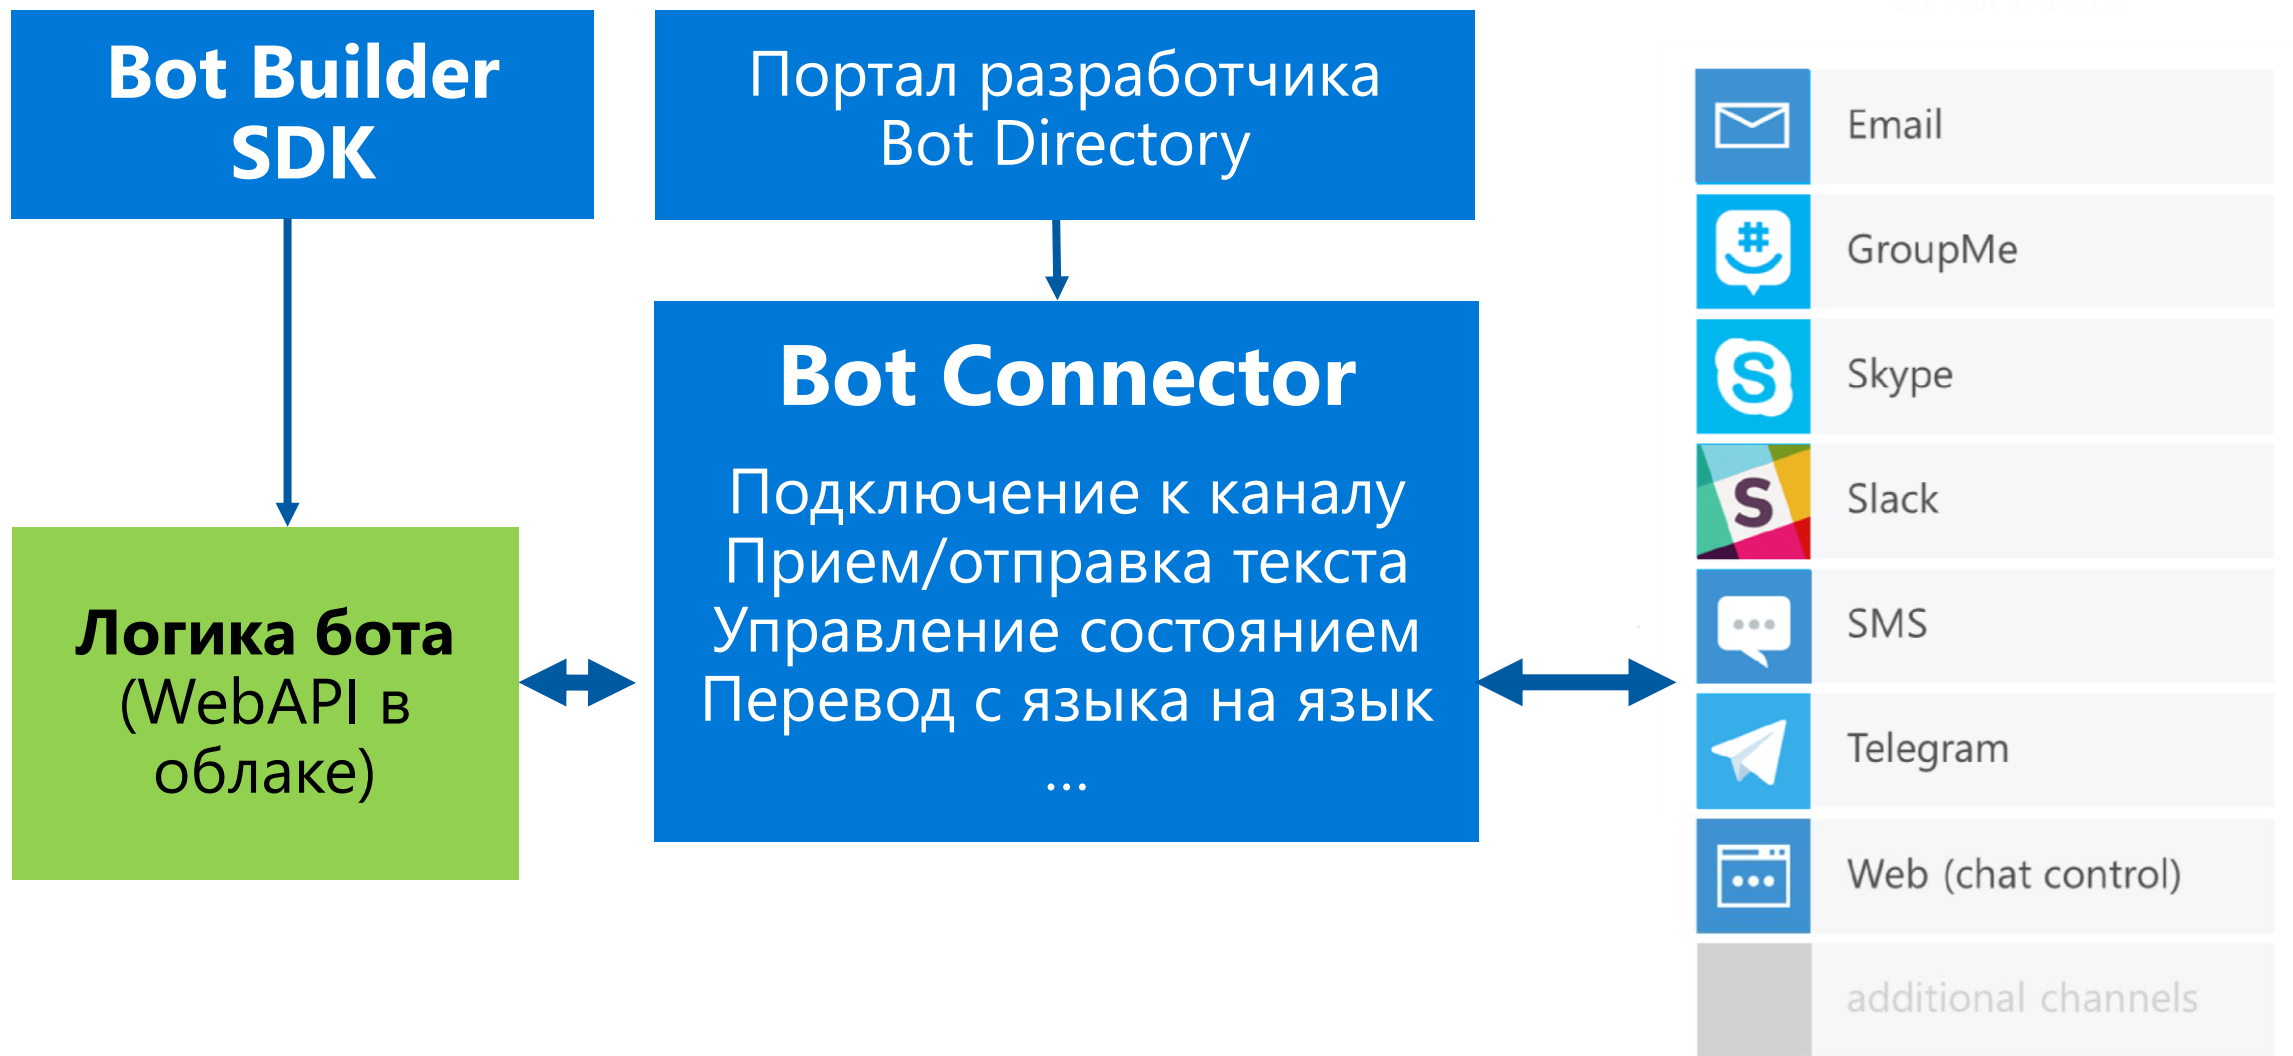 Bot Builder
SDK
Портал разработчика
Bot Directory
Bot Connector
Подключение к каналу
Прием/отправка текста
Управление состоянием
Перевод с языка на язык
...
Логика бота
(WebAPI в
облаке)
Email
GroupMe
Skype
Slack
SMS
Telegram
Web (chat control)
additional channels